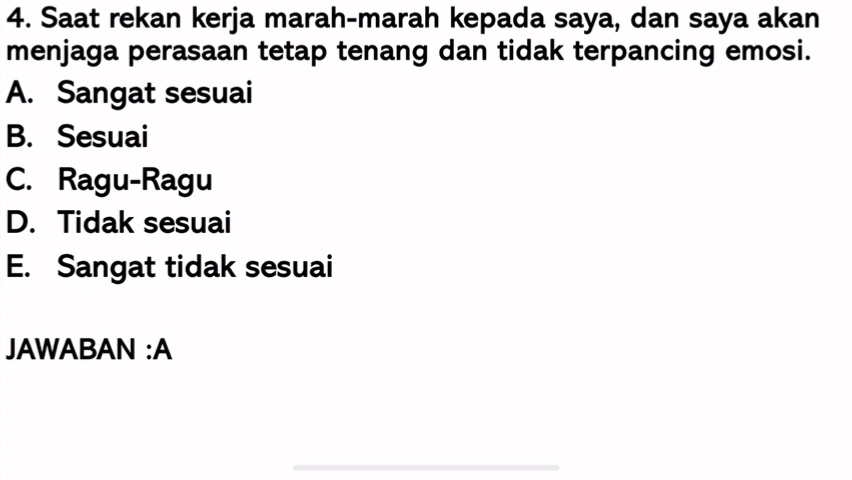 4. Saat rekan kerja marah-marah kepada saya, dan saya akan
menjaga perasaan tetap tenang dan tidak terpancing emosi.
A. Sangat sesuai
B. Sesuai
C. Ragu-Ragu
D. Tidak sesuai
E. Sangat tidak sesuai
JAWABAN :A